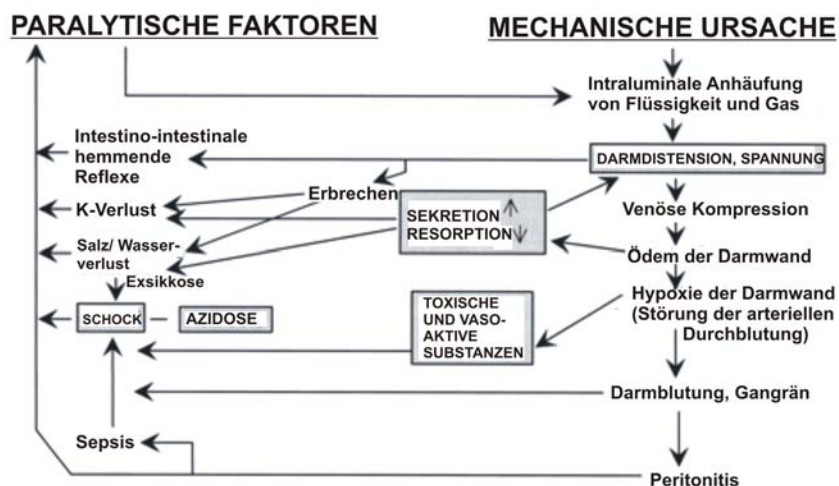 PARALYTISCHE FAKTOREN
MECHANISCHE URSACHE
Intraluminale Anhäufung
von Flüssigkeit und Gas
Intestino-intestinale
hemmende
Reflexe
DARMDISTENSION, SPANNUNG
Erbrechen
K-Verlust
SEKRETION
RESORPTION
Venöse Kompression
Salz/ Wasser-
verlust
Exsikkose
Ödem der Darmwand
SCHOCK
AZIDOSE
TOXISCHE
UND VASO-
AKTIVE
SUBSTANZEN
Hypoxie der Darmwand
(Störung der arteriellen
Durchblutung)
Darmblutung, Gangrän
Sepsis
Peritonitis